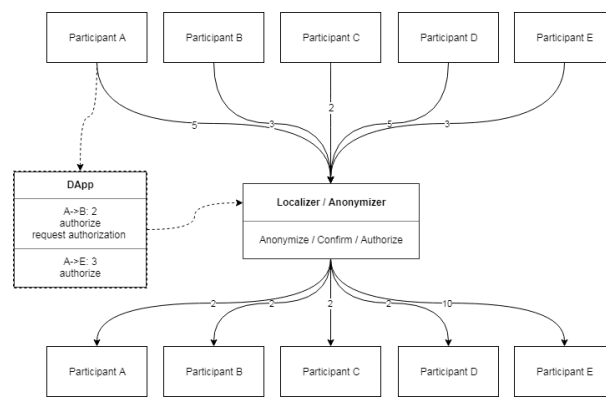 Participant A
Participant B
Participant C
Participant D
Participant E
5
3
2
5
3
DApp
A->B: 2
authorize
request authorization
A->E: 3
authorize
Localizer / Anonymizer
Anonymize / Confirm / Authorize
2
2
2
2
10
Participant A
Participant B
Participant C
Participant D
Participant E